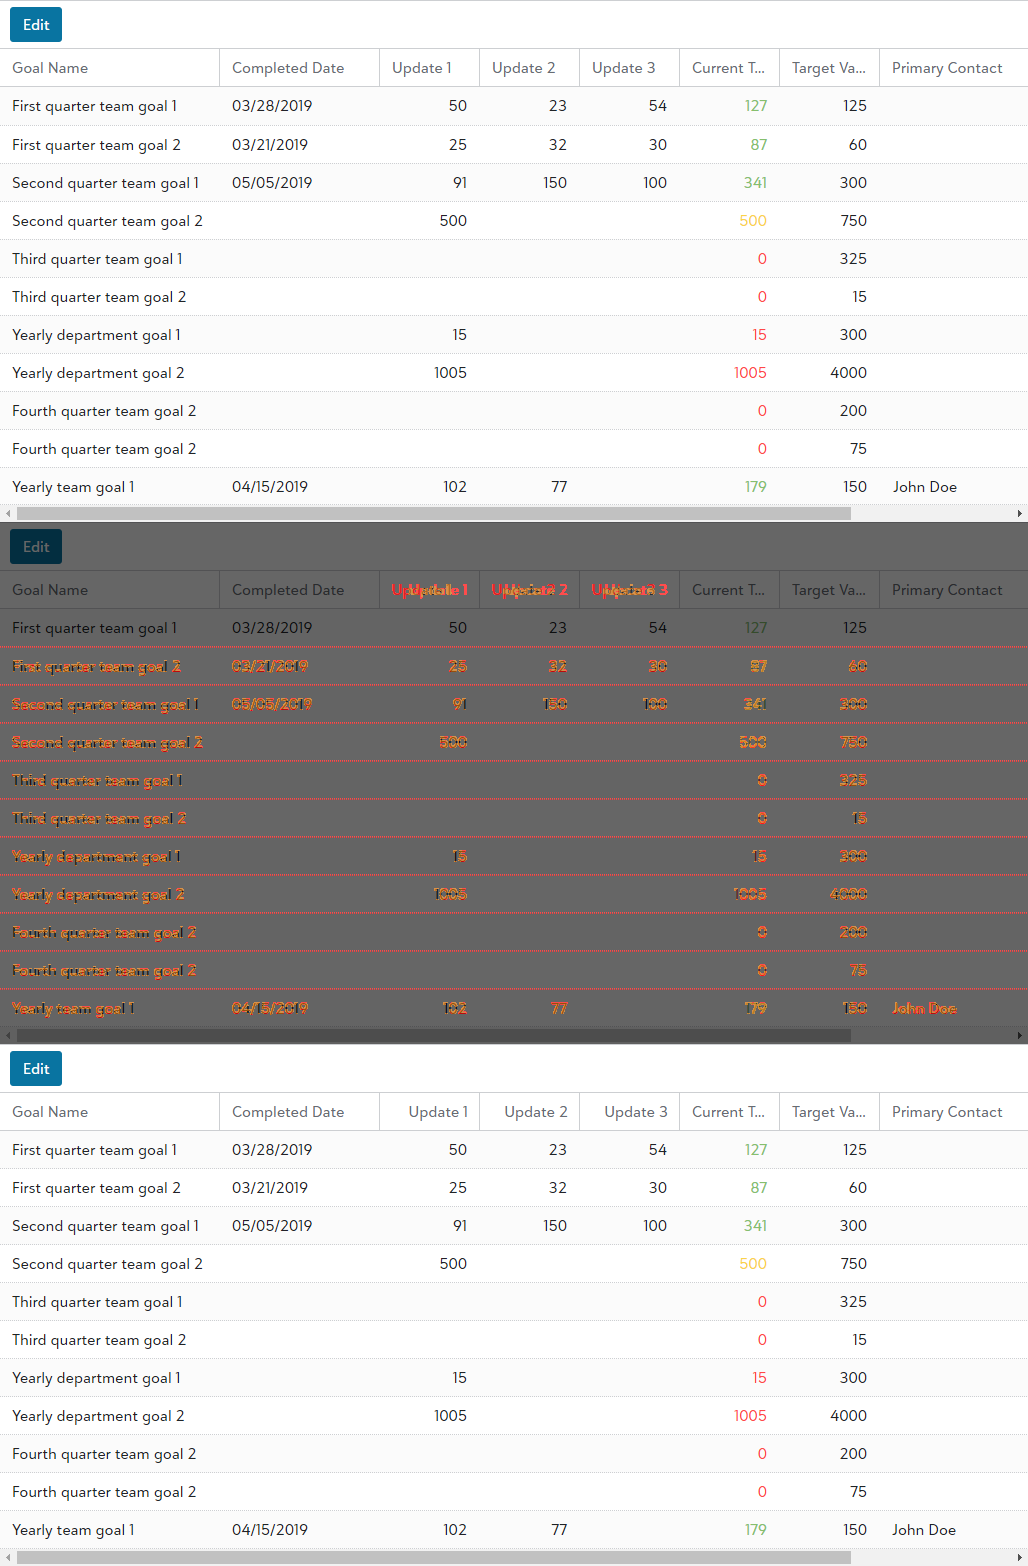 Edit
Goal Name Completed Date Update 1 Update 2 Update 3 Current T... Target Va... Primary Contact
First quarter team goal 1 03/28/2019 50 23 54 127 125
First quarter team goal 2 03/21/2019 25 32 30 87 60
Second quarter team goal 1 05/05/2019 91 150 100 341 300
Second quarter team goal 2 500 500 750
Third quarter team goal 1 0 325
Third quarter team goal 2 0 15
Yearly department goal 1 15 15 300
Yearly department goal 2 1005 1005 4000
Fourth quarter team goal 2 0 200
Fourth quarter team goal 2 0 75
Yearly team goal 1 04/15/2019 102 77 179 150 John Doe
Edit
Goal Name Completed Date Update 1 Update 2 Update 3 Current T... Target Va... Primary Contact
First quarter team goal 1 03/28/2019 50 23 54 127 125
First quarter team goal 2 03/21/2019 25 32 30 87 60
Second quarter team goal 1 05/05/2019 91 150 100 341 300
Second quarter team goal 2 500 500 750
Third quarter team goal 1 0 325
Third quarter team goal 2 0 15
Yearly department goal 1 15 15 300
Yearly department goal 2 1005 1005 4000
Fourth quarter team goal 2 0 200
Fourth quarter team goal 2 0 75
Yearly team goal 1 04/15/2019 102 77 179 150 John Doe
Edit
Goal Name Completed Date Update 1 Update 2 Update 3 Current T... Target Va... Primary Contact
First quarter team goal 1 03/28/2019 50 23 54 127 125
First quarter team goal 2 03/21/2019 25 32 30 87 60
Second quarter team goal 1 05/05/2019 91 150 100 341 300
Second quarter team goal 2 500 500 750
Third quarter team goal 1 0 325
Third quarter team goal 2 0 15
Yearly department goal 1 15 15 300
Yearly department goal 2 1005 1005 4000
Fourth quarter team goal 2 0 200
Fourth quarter team goal 2 0 75
Yearly team goal 1 04/15/2019 102 77 179 150 John Doe